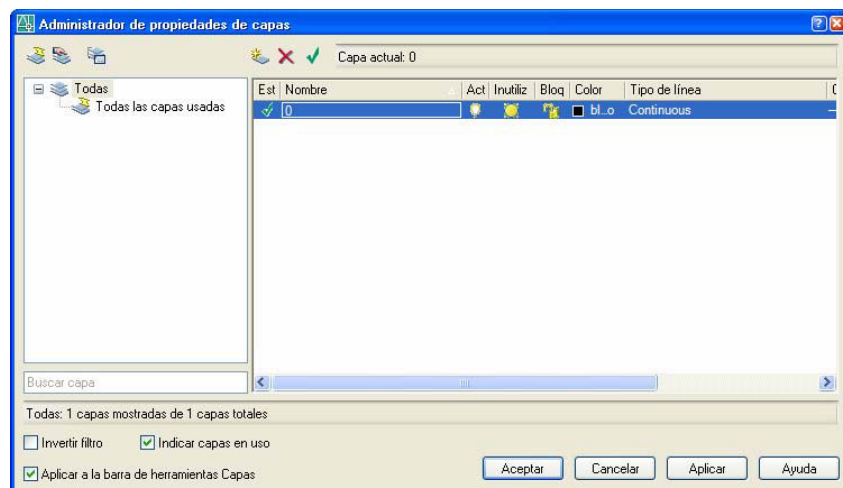 Administrador de propiedades de capas
Capa actual: 0
Todas
Todas las capas usadas
Est Nombre Act Inutiliz Bloq Color Tipo de línea
0 bl...o Continuous
Buscar capa
Todas: 1 capas mostradas de 1 capas totales
Invertir filtro Indicar capas en uso
Aplicar a la barra de herramientas Capas
Aceptar Cancelar Aplicar Ayuda